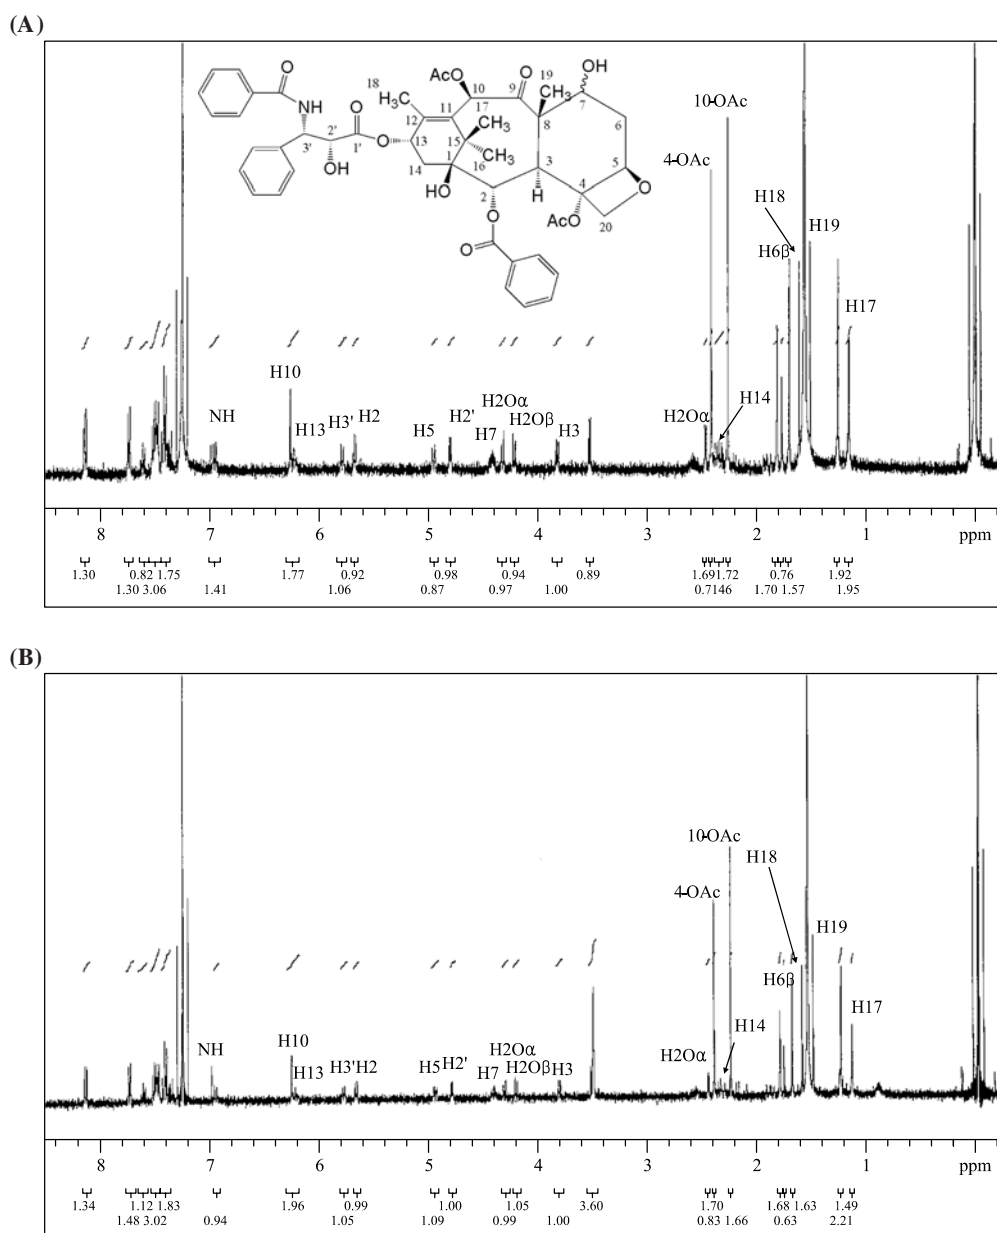 (A)
O
NH
3'
2'
OH
O
1'
O
18
CH₃
12
13
14
AcO
10
11
17
9
O
19
CH₃
8
OH
7
6
5
15
CH₃
CH₃
16
1
HO
2
3
H
4
AcO
O
20
O
O
10-OAc
4-OAc
H18
H19
H6β
H17
H10
NH
H13
H3'
H2
H5
H2'
H2Oα
H2Oβ
H7
H3
H2Oα
H14
8 7 6 5 4 3 2 1 ppm
1.30 0.82 1.75 1.77 0.92 0.98 0.94 0.89 1.691.72 0.76 1.92
1.30 3.06 1.41 1.06 0.87 0.97 1.00 0.7146 1.70 1.57 1.95
(B)
10-OAc
H18
4-OAc
H19
H6β
H17
H14
NH
H10
H13
H3'
H2
H5
H2'
H2Oα
H2Oβ
H7
H3
H2Oα
8 7 6 5 4 3 2 1 ppm
1.34 1.12 1.83 1.96 0.99 1.00 1.05 3.60 1.70 1.68 1.63 1.49
1.48 3.02 0.94 1.05 1.09 0.99 1.00 0.83 1.66 0.63 2.21